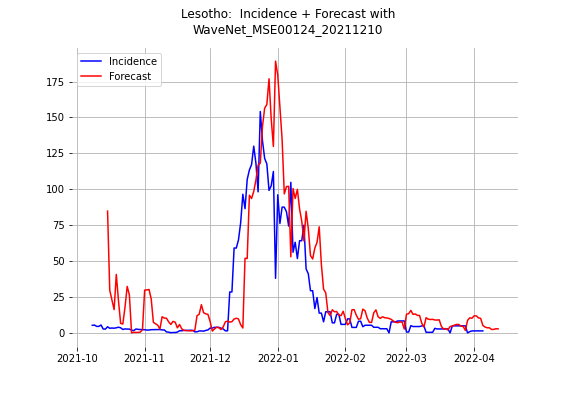 Lesotho:  Incidence + Forecast with
WaveNet_MSE00124_20211210
Incidence
Forecast
175
150
125
100
75
50
25
0
2021-10 2021-11 2021-12 2022-01 2022-02 2022-03 2022-04